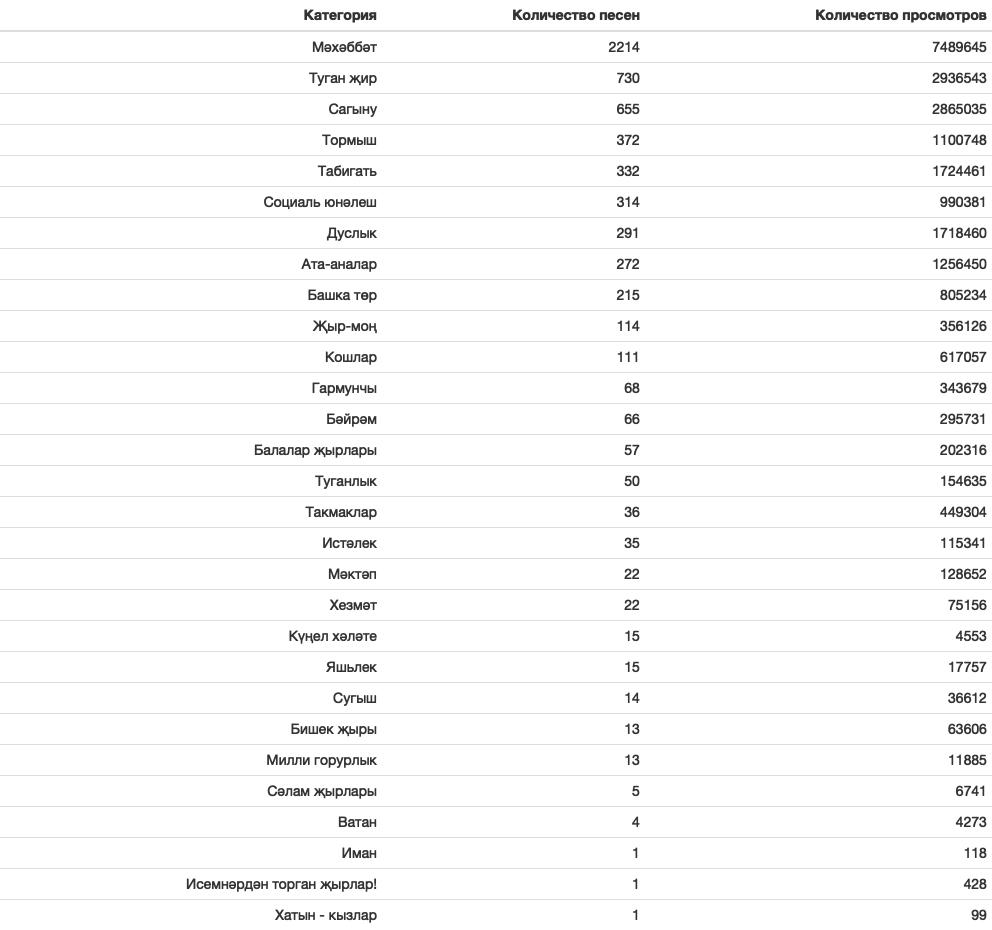 Категория Количество песен Количество просмотров
Мәхәббәт 2214 7489645
Туган җир 730 2936543
Сагыну 655 2865035
Тормыш 372 1100748
Табигать 332 1724461
Социаль юнәлеш 314 990381
Дуслык 291 1718460
Ата-аналар 272 1256450
Башка төр 215 805234
Җыр-моң 114 356126
Кошлар 111 617057
Гармунчы 68 343679
Бәйрәм 66 295731
Балалар җырлары 57 202316
Туганлык 50 154635
Такмаклар 36 449304
Истәлек 35 115341
Мәктәп 22 128652
Хезмәт 22 75156
Күңел хәләте 15 4553
Яшьлек 15 17757
Сугыш 14 36612
Бишек җыры 13 63606
Милли горурлык 13 11885
Сәлам җырлары 5 6741
Ватан 4 4273
Иман 1 118
Исемнәрдән торган җырлар! 1 428
Хатын - кызлар 1 99